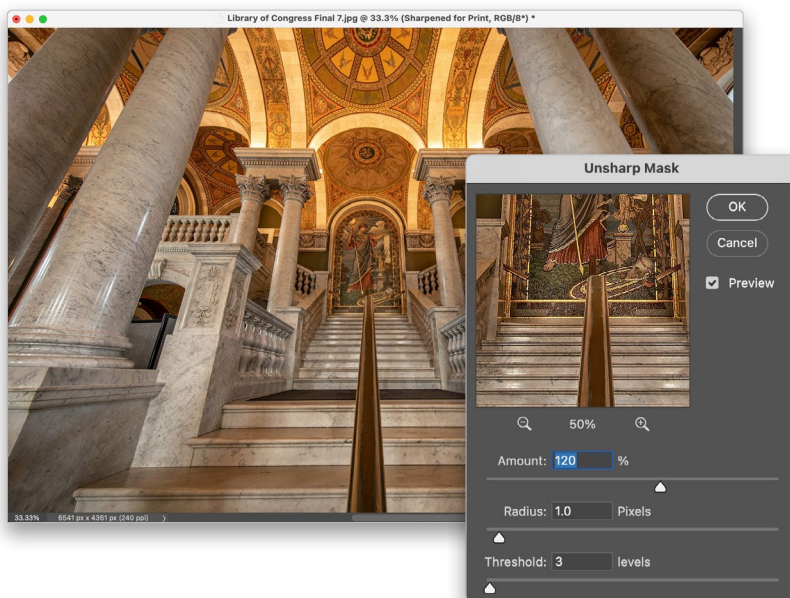 Library of Congress Final 7.jpg @ 33.3% (Sharpened for Print, RGB/8*) *
Unsharp Mask
OK
Cancel
Preview
50%
Amount: 120 %
Radius: 1.0 Pixels
Threshold: 3 levels
33.33% 6541 px x 4361 px (240 ppi)